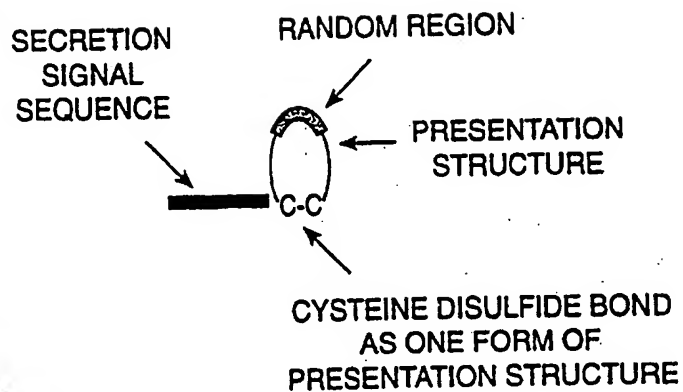 SECRETION
SIGNAL
SEQUENCE
RANDOM REGION
PRESENTATION
STRUCTURE
C-C
CYSTEINE DISULFIDE BOND
AS ONE FORM OF
PRESENTATION STRUCTURE